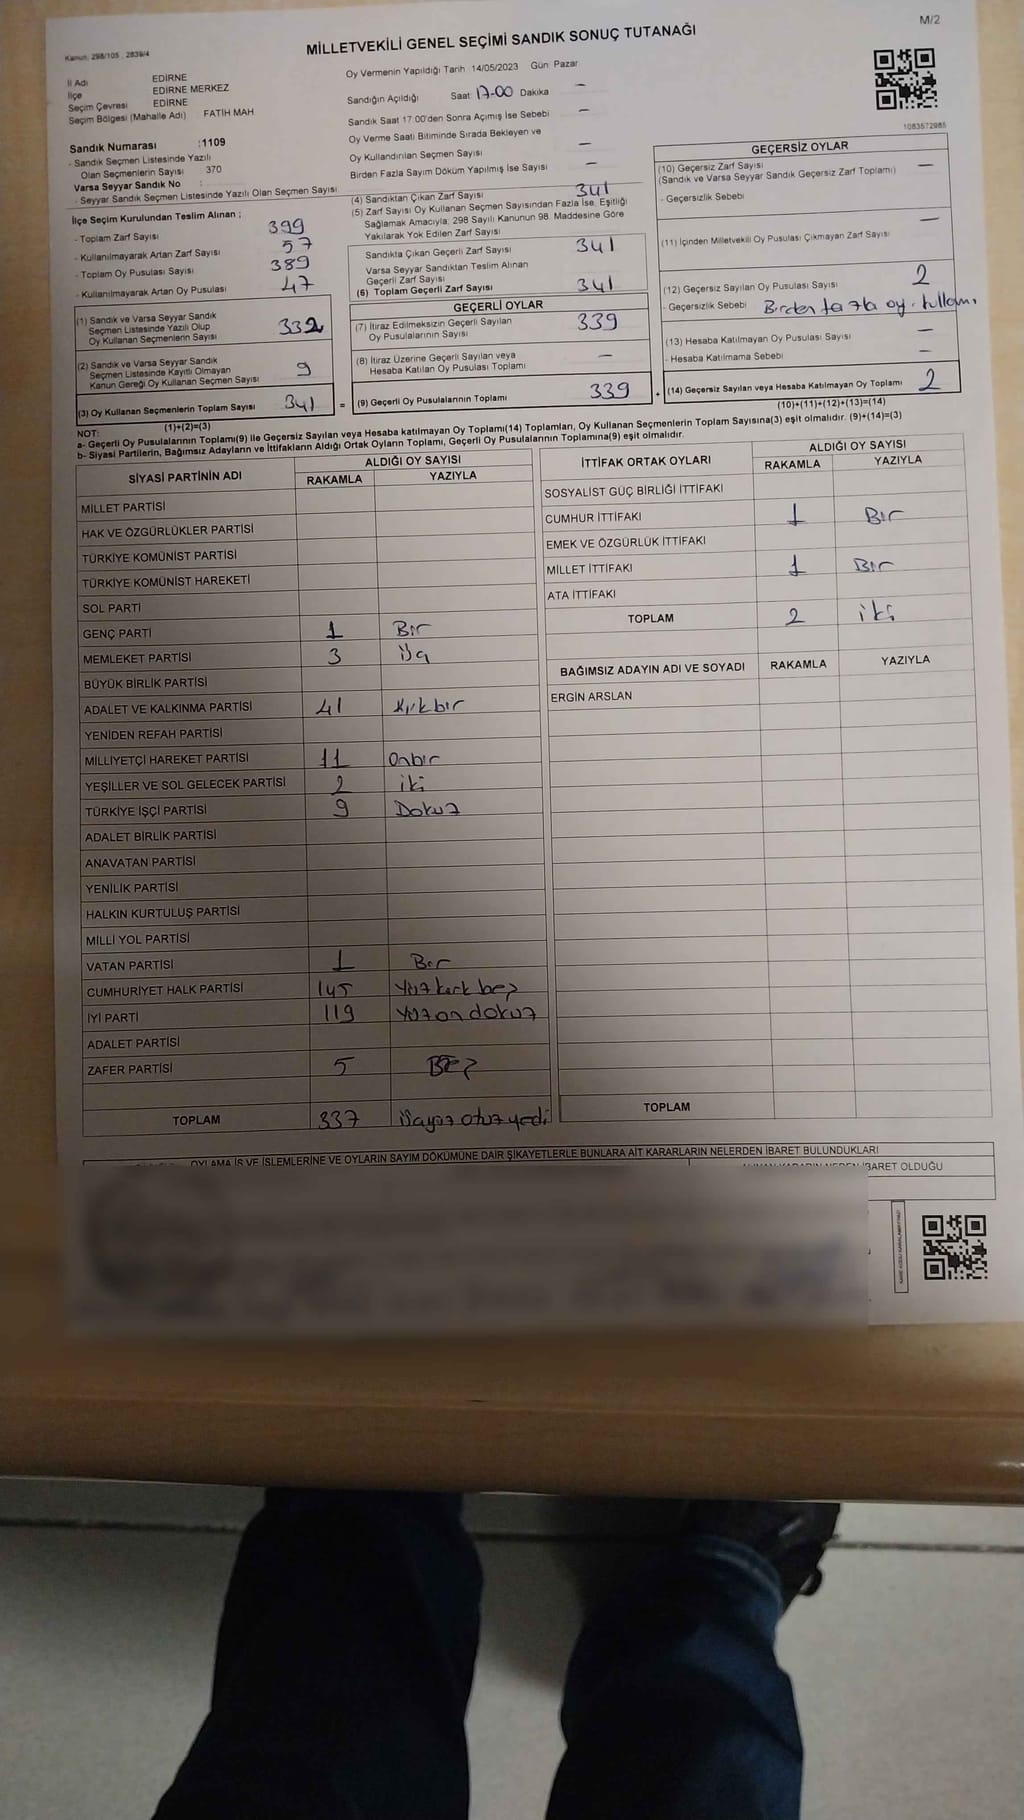 M/2
Kanun: 298/105 , 2839/4
MİLLETVEKİLİ GENEL SEÇİMİ SANDIK SONUÇ TUTANAĞI
İl Adı EDİRNE
İlçe EDİRNE MERKEZ
Seçim Çevresi EDİRNE
Seçim Bölgesi (Mahalle Adı) FATİH MAH
Sandık Numarası :1109
- Sandık Seçmen Listesinde Yazılı
Olan Seçmenlerin Sayısı : 370
Varsa Seyyar Sandık No :
- Seyyar Sandık Seçmen Listesinde Yazılı Olan Seçmen Sayısı
İlçe Seçim Kurulundan Teslim Alınan ;
- Toplam Zarf Sayısı 399
- Kullanılmayarak Artan Zarf Sayısı 57
- Toplam Oy Pusulası Sayısı 389
- Kullanılmayarak Artan Oy Pusulası 47
(1) Sandık ve Varsa Seyyar Sandık
Seçmen Listesinde Yazılı Olup
Oy Kullanan Seçmenlerin Sayısı 332
(2) Sandık ve Varsa Seyyar Sandık
Seçmen Listesinde Kayıtlı Olmayan
Kanun Gereği Oy Kullanan Seçmen Sayısı 9
(3) Oy Kullanan Seçmenlerin Toplam Sayısı 341 =
(1)+(2)=(3)
Oy Vermenin Yapıldığı Tarih 14/05/2023 Gün: Pazar
Sandığın Açıldığı Saat: 17-00 Dakika —
Sandık Saat 17:00'den Sonra Açımış İse Sebebi —
Oy Verme Saati Bitiminde Sırada Bekleyen ve
Oy Kullandırılan Seçmen Sayısı —
Birden Fazla Sayım Döküm Yapılmış İse Sayısı —
(4) Sandıktan Çıkan Zarf Sayısı 341
(5) Zarf Sayısı Oy Kullanan Seçmen Sayısından Fazla İse, Eşitliği
Sağlamak Amacıyla; 298 Sayılı Kanunun 98. Maddesine Göre
Yakılarak Yok Edilen Zarf Sayısı
Sandıkta Çıkan Geçerli Zarf Sayısı 341
Varsa Seyyar Sandıktan Teslim Alınan
Geçerli Zarf Sayısı
(6) Toplam Geçerli Zarf Sayısı 341
GEÇERLİ OYLAR
(7) İtiraz Edilmeksizin Geçerli Sayılan
Oy Pusulasının Sayısı 339
(8) İtiraz Üzerine Geçerli Sayılan veya
Hesaba Katılan Oy Pusulası Toplamı —
(9) Geçerli Oy Pusulalarının Toplamı 339 +
1083572985
GEÇERSİZ OYLAR
(10) Geçersiz Zarf Sayısı —
(Sandık ve Varsa Seyyar Sandık Geçersiz Zarf Toplamı)
- Geçersizlik Sebebi
(11) İçinden Milletvekili Oy Pusulası Çıkmayan Zarf Sayısı —
(12) Geçersiz Sayılan Oy Pusulası Sayısı 2
- Geçersizlik Sebebi Birden fazla oy.
(13) Hesaba Katılmayan Oy Pusulası Sayısı —
- Hesaba Katılmama Sebebi —
(14) Geçersiz Sayılan veya Hesaba Katılmayan Oy Toplamı 2
(10)+(11)+(12)+(13)=(14)
NOT:
a- Geçerli Oy Pusulalarının Toplamı(9) ile Geçersiz Sayılan veya Hesaba katılmayan Oy Toplamı(14) Toplamları, Oy Kullanan Seçmenlerin Toplam Sayısına(3) eşit olmalıdır. (9)+(14)=(3)
b- Siyasi Partilerin, Bağımsız Adayların ve İttifakların Aldığı Ortak Oyların Toplamı, Geçerli Oy Pusulalarının Toplamına(9) eşit olmalıdır.
SİYASİ PARTİNİN ADI ALDIĞI OY SAYISI
RAKAMLA YAZIYLA
MİLLET PARTİSİ
HAK VE ÖZGÜRLÜKLER PARTİSİ
TÜRKİYE KOMÜNİST PARTİSİ
TÜRKİYE KOMÜNİST HAREKETİ
SOL PARTİ
GENÇ PARTİ 1 Bir
MEMLEKET PARTİSİ 3 üç
BÜYÜK BİRLİK PARTİSİ
ADALET VE KALKINMA PARTİSİ 41 Kırkbir
YENİDEN REFAH PARTİSİ
MİLLİYETÇİ HAREKET PARTİSİ 11 Onbir
YEŞİLLER VE SOL GELECEK PARTİSİ 2 iki
TÜRKİYE İŞÇİ PARTİSİ 9 Dokuz
ADALET BİRLİK PARTİSİ
ANAVATAN PARTİSİ
YENİLİK PARTİSİ
HALKIN KURTULUŞ PARTİSİ
MİLLİ YOL PARTİSİ
VATAN PARTİSİ 1 Bir
CUMHURİYET HALK PARTİSİ 145 Yüz kırk beş
İYİ PARTİ 119 Yüz on dokuz
ADALET PARTİSİ
ZAFER PARTİSİ 5 BEŞ
TOPLAM 337 üçyüz otuz yedi
İTTİFAK ORTAK OYLARI ALDIĞI OY SAYISI
RAKAMLA YAZIYLA
SOSYALİST GÜÇ BİRLİĞİ İTTİFAKI
CUMHUR İTTİFAKI 1 Bir
EMEK VE ÖZGÜRLÜK İTTİFAKI
MİLLET İTTİFAKI 1 Bir
ATA İTTİFAKI
TOPLAM 2 iki
BAĞIMSIZ ADAYIN ADI VE SOYADI RAKAMLA YAZIYLA
ERGİN ARSLAN
TOPLAM
OYLAMA İŞ VE İŞLEMLERİNE VE OYLARIN SAYIM DÖKÜMÜNE DAİR ŞİKAYETLERLE BUNLARA AİT KARARLARIN NELERDEN İBARET BULUNDUKLARI
İBARET OLDUĞU